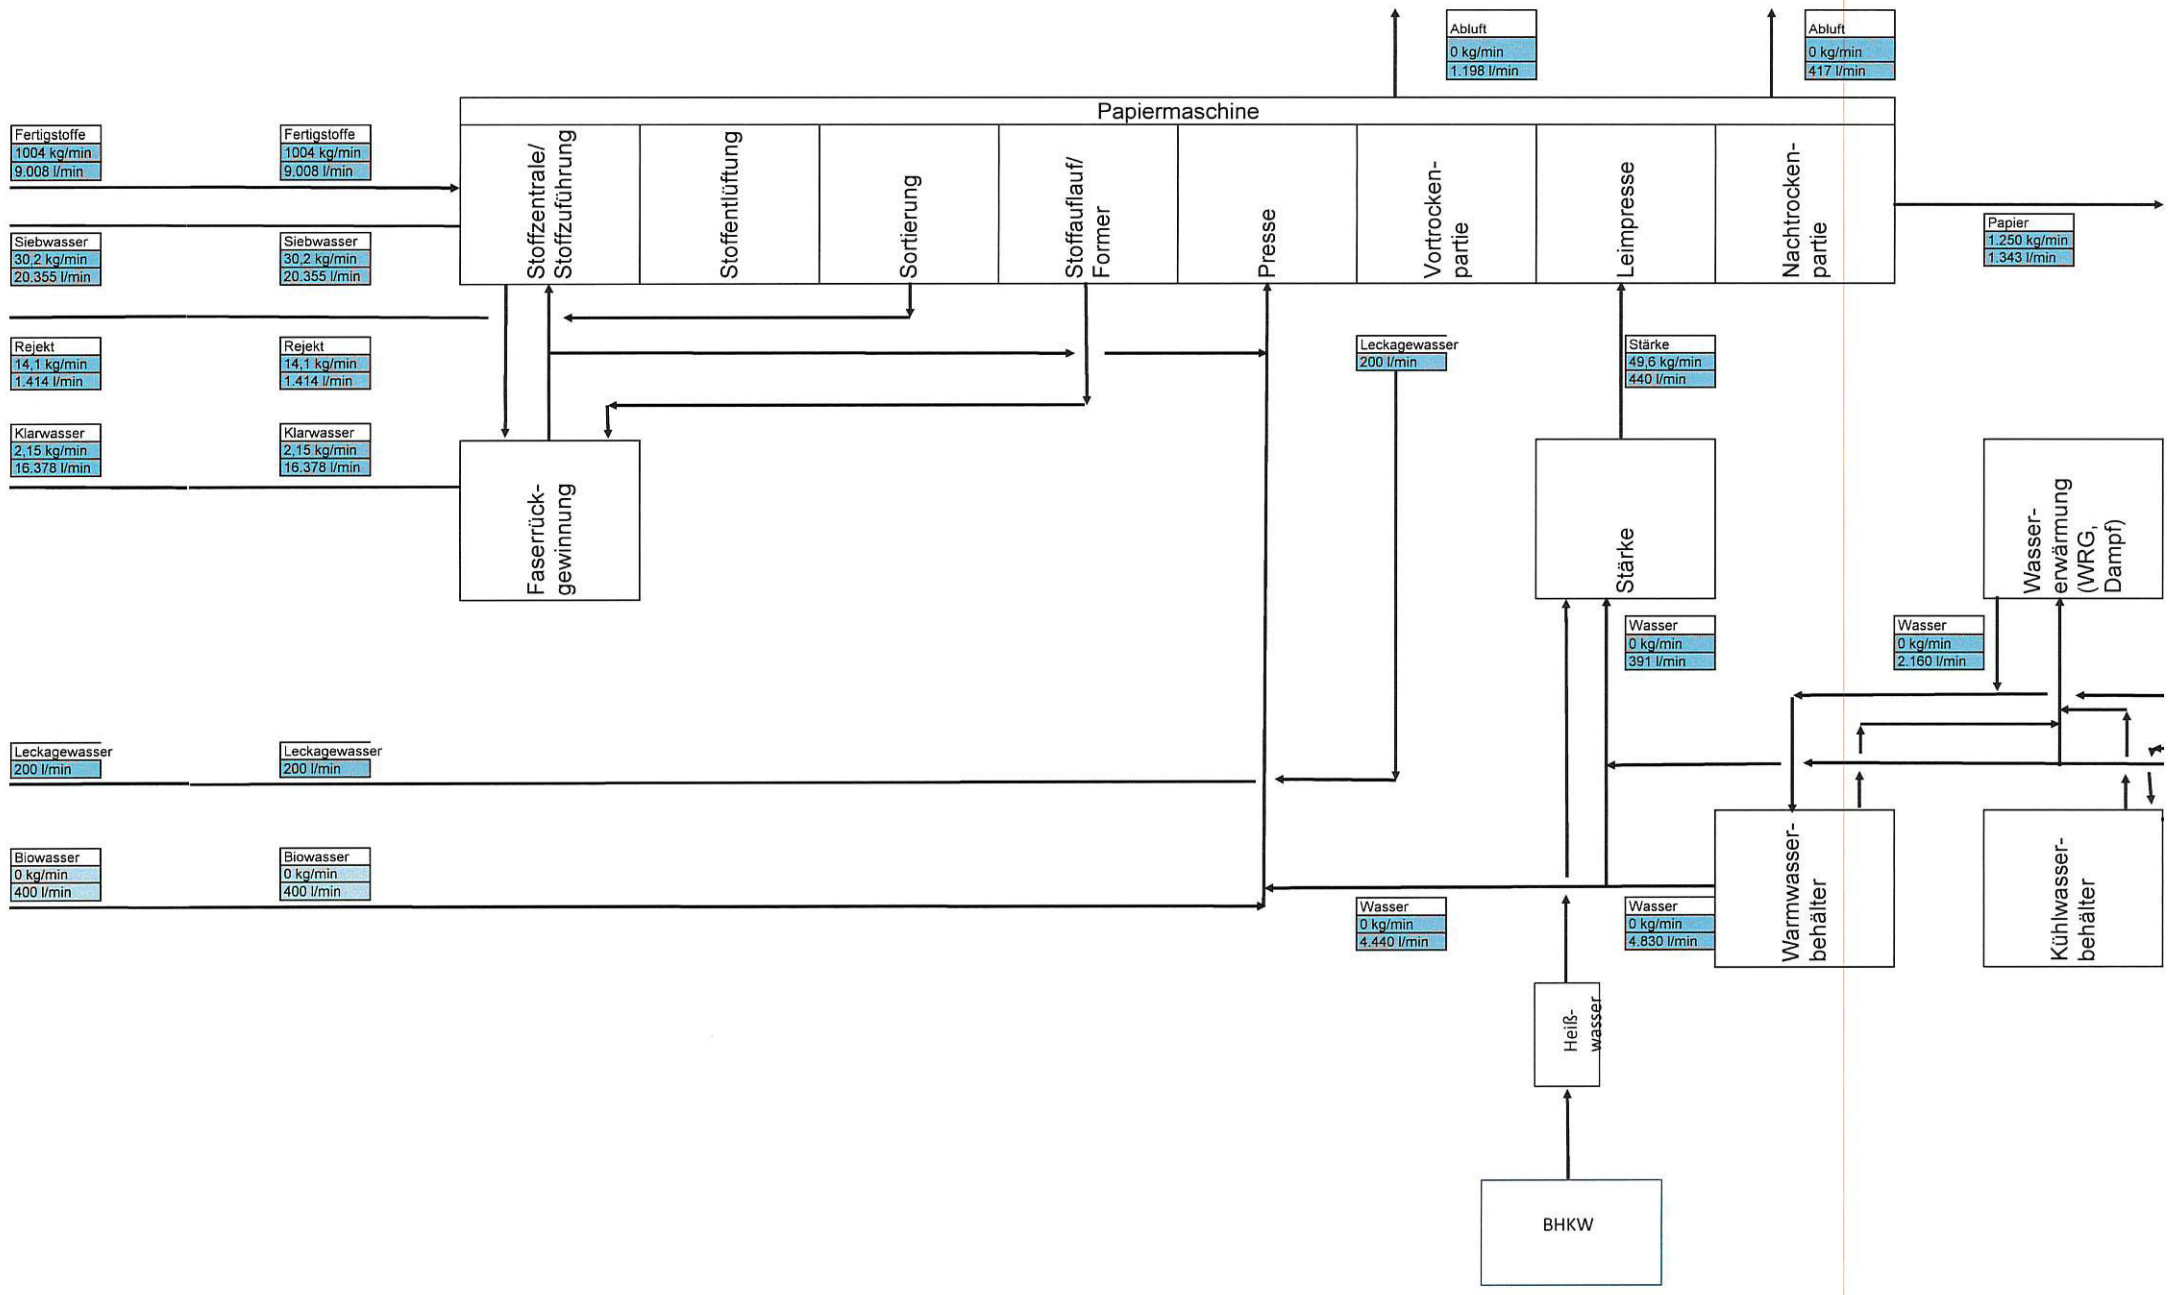 Abluft
0 kg/min
1.198 l/min
Abluft
0 kg/min
417 l/min
Papiermaschine
Fertigstoffe
1004 kg/min
9.008 l/min
Fertigstoffe
1004 kg/min
9.008 l/min
Stoffzentrale/
Stoffzuführung
Stoffentlüftung
Sortierung
Stoffauflauf/
Former
Presse
Vortrocken-
partie
Leimpresse
Nachtrocken-
partie
Siebwasser
30,2 kg/min
20.355 l/min
Siebwasser
30,2 kg/min
20.355 l/min
Papier
1.250 kg/min
1.343 l/min
Rejekt
14,1 kg/min
1.414 l/min
Rejekt
14,1 kg/min
1.414 l/min
Leckagewasser
200 l/min
Stärke
49,6 kg/min
440 l/min
Klarwasser
2,15 kg/min
16.378 l/min
Klarwasser
2,15 kg/min
16.378 l/min
Faserrück-
gewinnung
Stärke
Wasser-
erwärmung
(WRG,
Dampf)
Wasser
0 kg/min
391 l/min
Wasser
0 kg/min
2.160 l/min
Leckagewasser
200 l/min
Leckagewasser
200 l/min
Biowasser
0 kg/min
400 l/min
Biowasser
0 kg/min
400 l/min
Wasser
0 kg/min
4.440 l/min
Wasser
0 kg/min
4.830 l/min
Warmwasser-
behälter
Kühlwasser-
behälter
Heiß-
wasser
BHKW